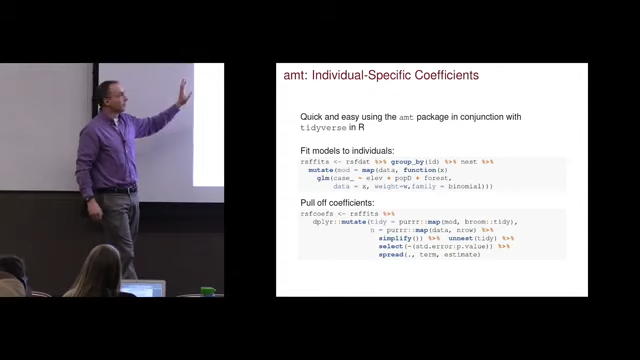 amt: Individual-Specific Coefficients
Quick and easy using the amt package in conjunction with
tidyverse in R
Fit models to individuals:
rsffits <- rsfdat %>% group_by(id) %>% nest %>%
mutate(mod = map(data, function(x)
glm(case_ ~ elev + popD + forest,
data = x, weight=w,family = binomial)))
Pull off coefficients:
rsfcoefs <- rsffits %>%
dplyr::mutate(tidy = purrr::map(mod, broom::tidy),
n = purrr::map(data, nrow) %>%
simplify()) %>% unnest(tidy) %>%
select(-(std.error:p.value)) %>%
spread(., term, estimate)